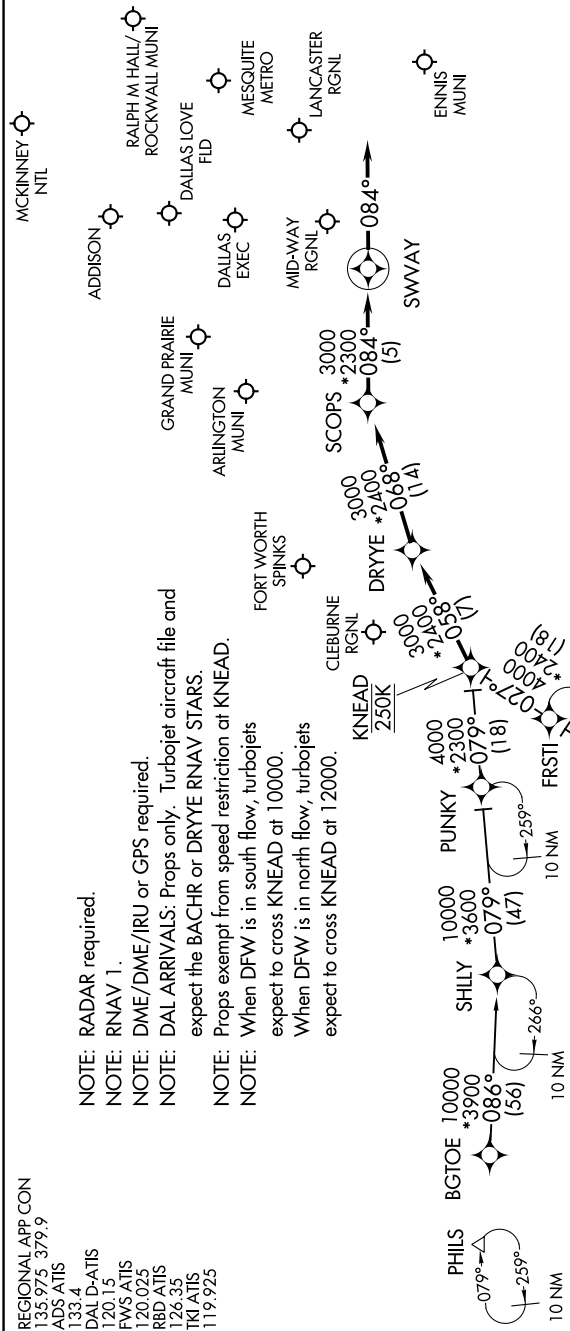 REGIONAL APP CON
135.975 379.9
ADS ATIS
133.4
DAL D-ATIS
120.15
FWS ATIS
120.025
RBD ATIS
126.35
TKI ATIS
119.925
NOTE: RADAR required.
NOTE: RNAV 1.
NOTE: DME/DME/IRU or GPS required.
NOTE: DAL ARRIVALS: Props only. Turbojet aircraft file and
expect the BACHR or DRYYE RNAV STARS.
NOTE: Props exempt from speed restriction at KNEAD.
NOTE: When DFW is in south flow, turbojets
expect to cross KNEAD at 10000.
When DFW is in north flow, turbojets
expect to cross KNEAD at 12000.
MCKINNEY
NTL
RALPH M HALL/
ROCKWALL MUNI
ADDISON
DALLAS LOVE
FLD
MESQUITE
METRO
GRAND PRAIRIE
MUNI
DALLAS
EXEC
LANCASTER
RGNL
ARLINGTON
MUNI
MID-WAY
RGNL
ENNIS
MUNI
FORT WORTH
SPINKS
CLEBURNE
RGNL
PHILS
079°
259°
10 NM
BGTOE
10000
*3900
086°
(56)
SHLLY
266°
10 NM
10000
*3600
079°
(47)
PUNKY
259°
10 NM
4000
*2300
079°
(18)
KNEAD
250K
FRSTI
027°
4000
*2400
(18)
3000
*2400
058°
(7)
DRYYE
3000
*2400
068°
(14)
SCOPS
3000
*2300
084°
(5)
SWVAY
084°